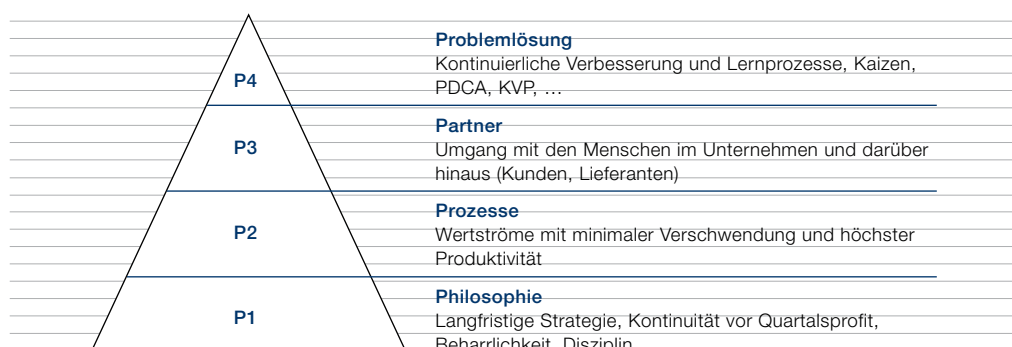 Problemlösung
P4
Kontinuierliche Verbesserung und Lernprozesse, Kaizen,
PDCA, KVP, …
Partner
P3
Umgang mit den Menschen im Unternehmen und darüber
hinaus (Kunden, Lieferanten)
Prozesse
P2
Wertströme mit minimaler Verschwendung und höchster
Produktivität
Philosophie
P1
Langfristige Strategie, Kontinuität vor Quartalsprofit,
Beharrlichkeit, Disziplin